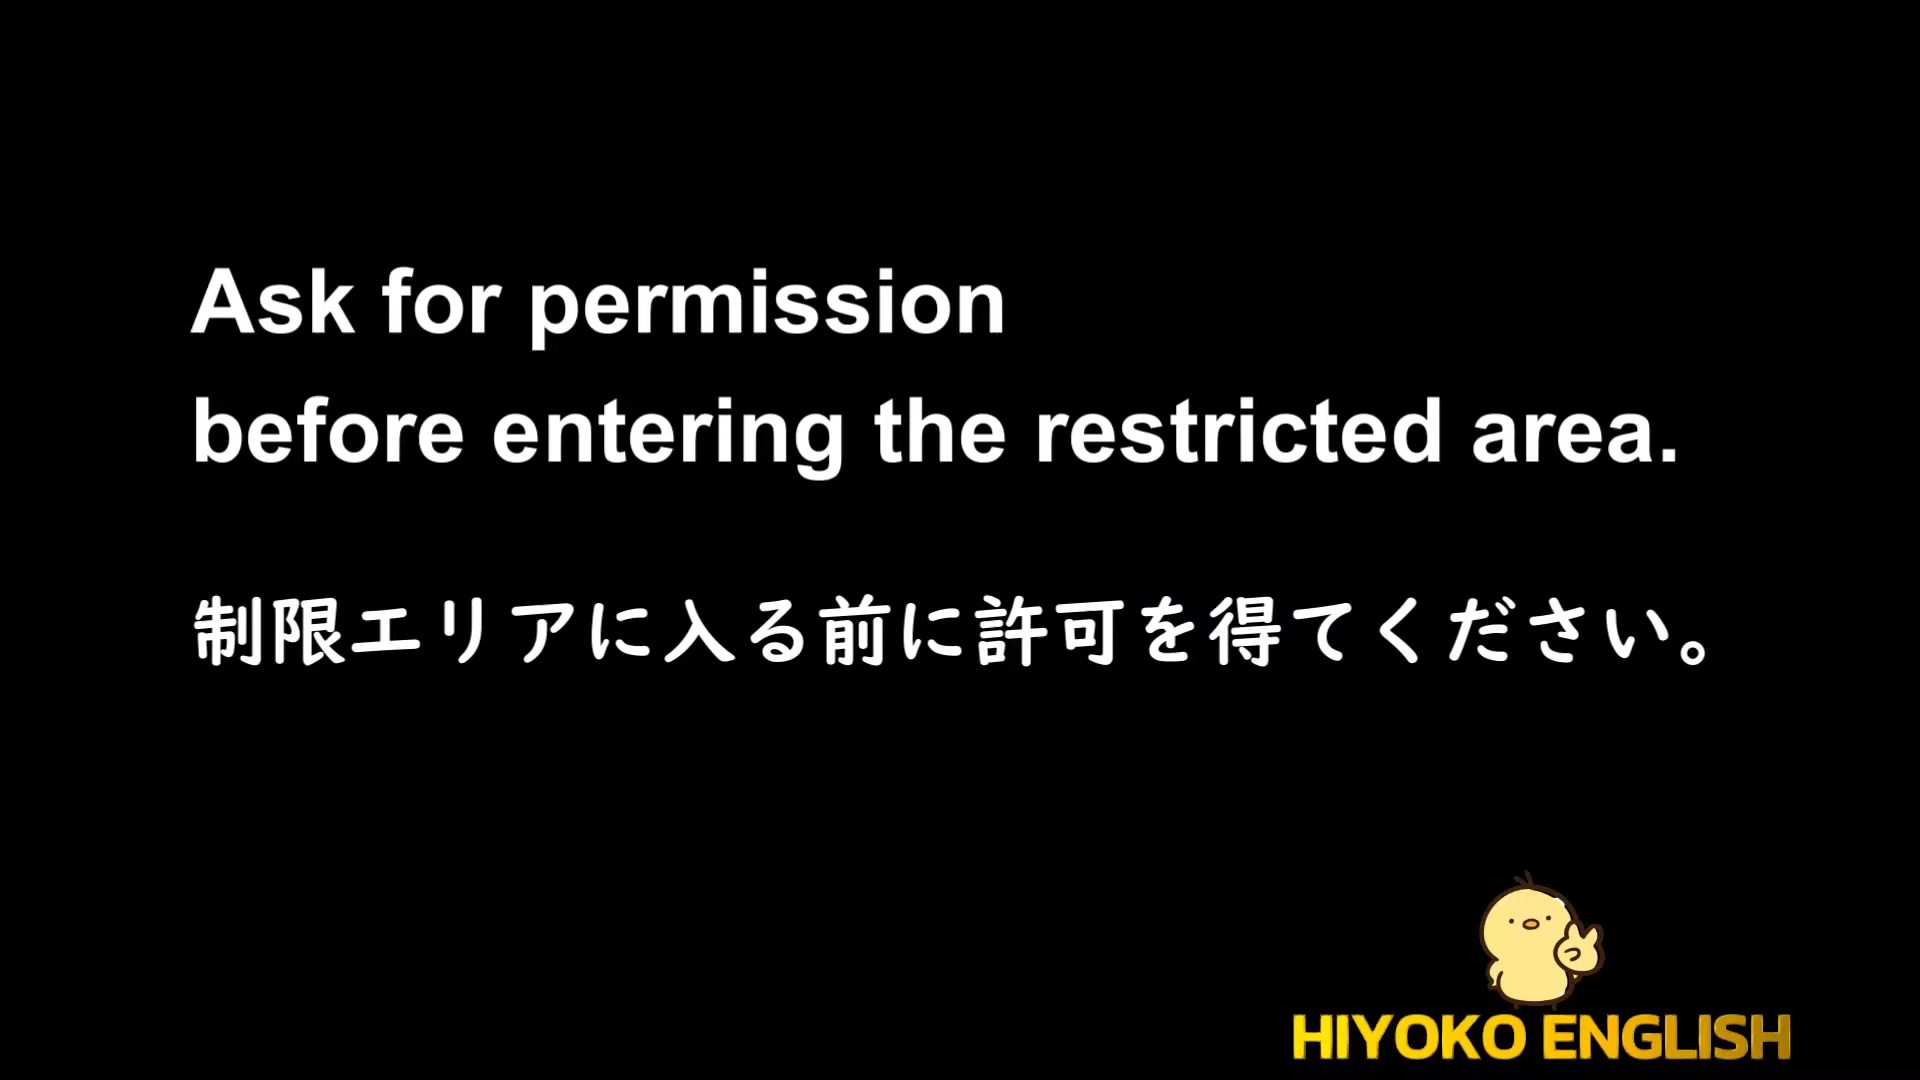 Ask for permission
before entering the restricted area.
制限エリアに入る前に許可を得てください。
HIYOKO ENGLISH